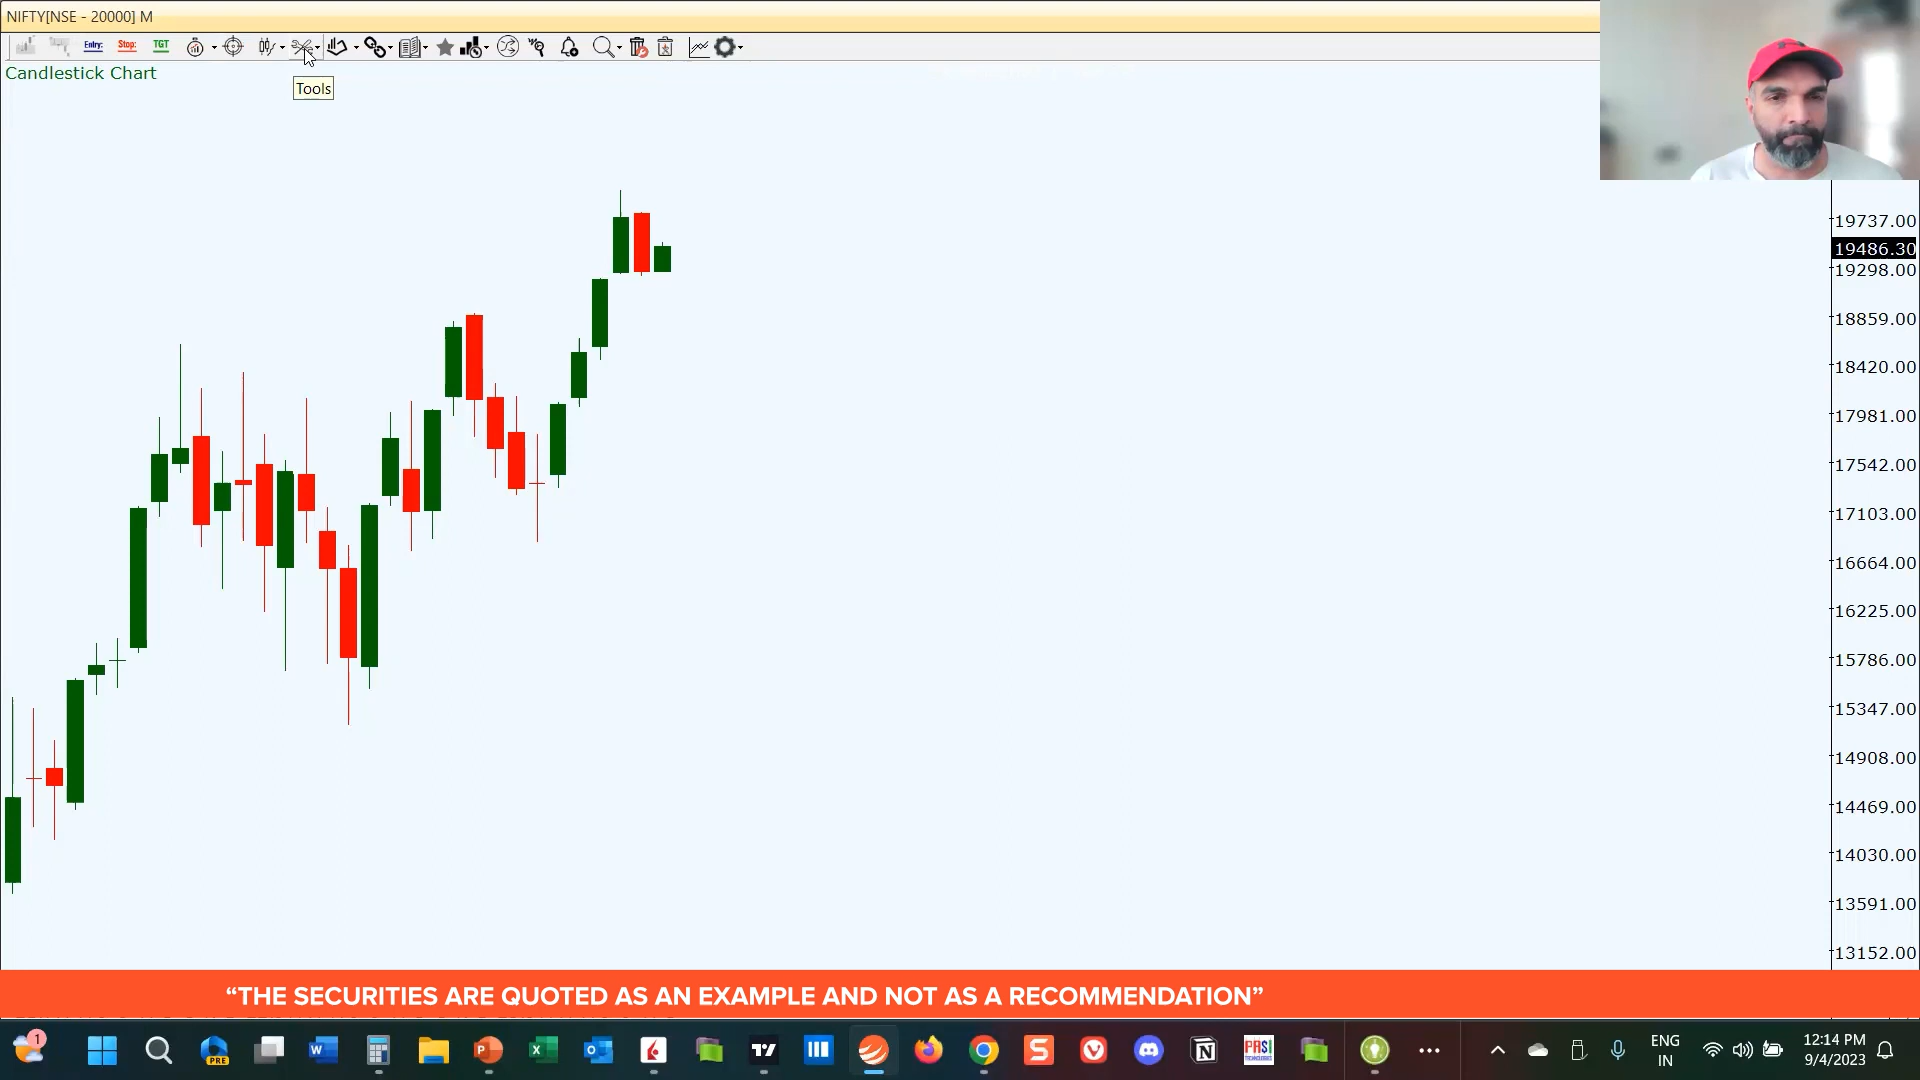 NIFTY[NSE - 20000] M
Entry: Stop: TGT
Candlestick Chart
Tools
19737.00
19486.30
19298.00
18859.00
18420.00
17981.00
17542.00
17103.00
16664.00
16225.00
15786.00
15347.00
14908.00
14469.00
14030.00
13591.00
13152.00
“THE SECURITIES ARE QUOTED AS AN EXAMPLE AND NOT AS A RECOMMENDATION”
1
PRE
ENG
IN
12:14 PM
9/4/2023